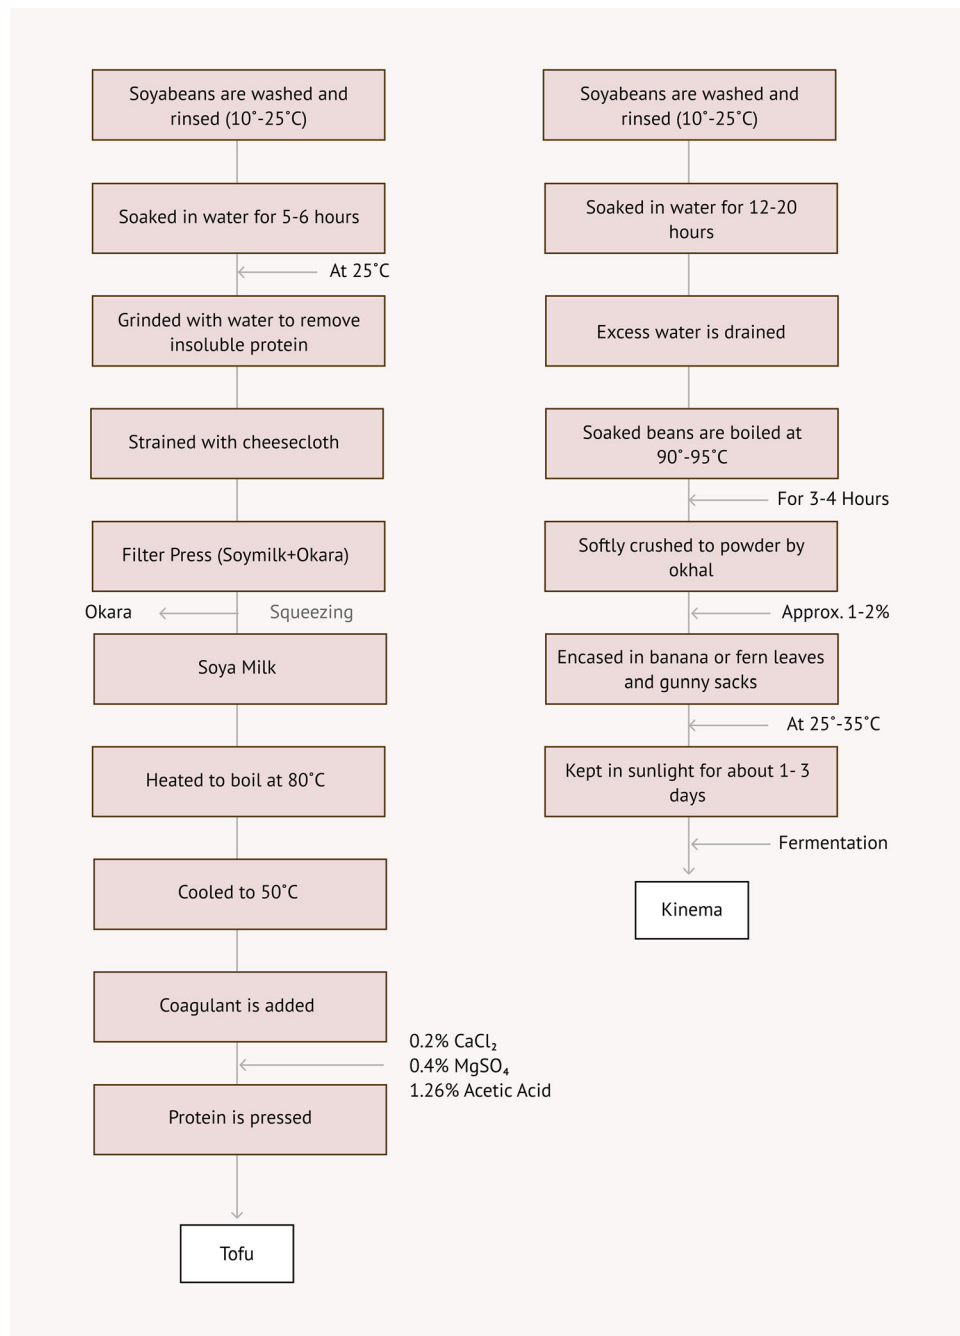 Soyabeans are washed and
rinsed (10˚-25˚C)
Soaked in water for 5-6 hours
At 25˚C
Grinded with water to remove
insoluble protein
Strained with cheesecloth
Filter Press (Soymilk+Okara)
Okara
Squeezing
Soya Milk
Heated to boil at 80˚C
Cooled to 50˚C
Coagulant is added
0.2% CaCl₂
0.4% MgSO₄
1.26% Acetic Acid
Protein is pressed
Tofu
Soyabeans are washed and
rinsed (10˚-25˚C)
Soaked in water for 12-20
hours
Excess water is drained
Soaked beans are boiled at
90˚-95˚C
For 3-4 Hours
Softly crushed to powder by
okhal
Approx. 1-2%
Encased in banana or fern leaves
and gunny sacks
At 25˚-35˚C
Kept in sunlight for about 1- 3
days
Fermentation
Kinema